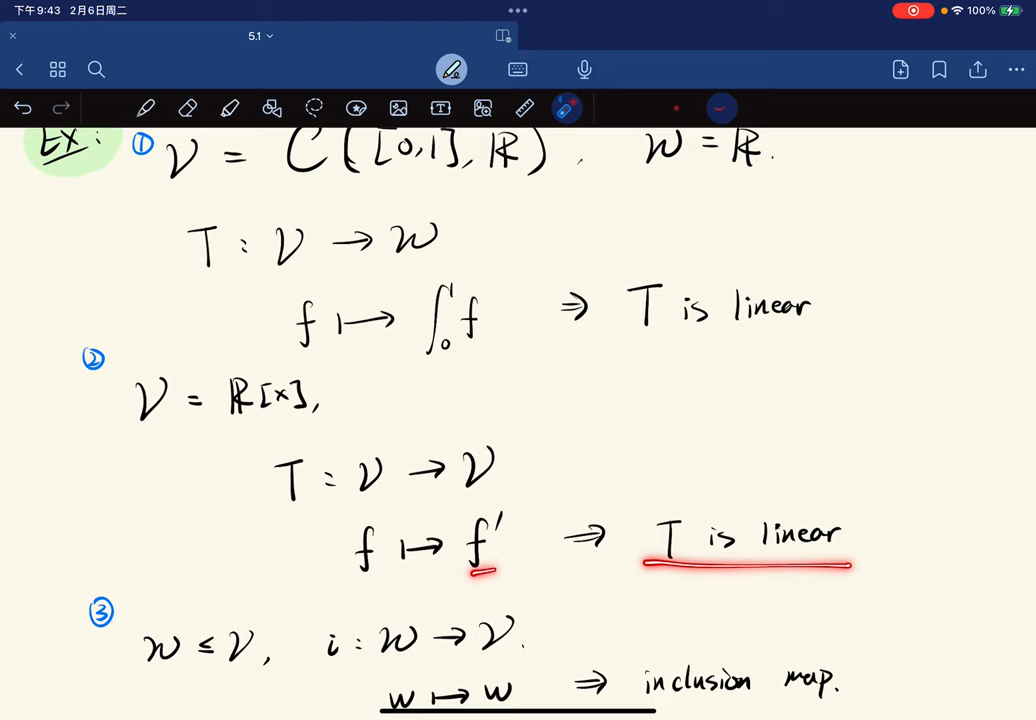 下午9:43 2月6日周二
100%
5.1
Ex: ① V = C([0,1], ℝ), W = ℝ.
T : V → W
f ↦ ∫₀¹ f ⇒ T is linear
②
V = ℝ[x],
T : V → V
f ↦ f' ⇒ T is linear
③
W ≤ V, i : W → V.
w ↦ w ⇒ inclusion map.